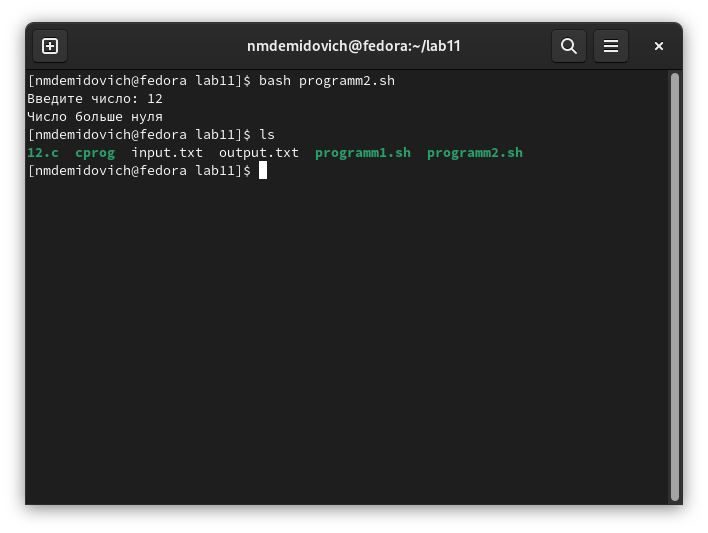 nmdemidovich@fedora:~/lab11
[nmdemidovich@fedora lab11]$ bash programm2.sh
Введите число: 12
Число больше нуля
[nmdemidovich@fedora lab11]$ ls
12.c  cprog  input.txt  output.txt  programm1.sh  programm2.sh
[nmdemidovich@fedora lab11]$